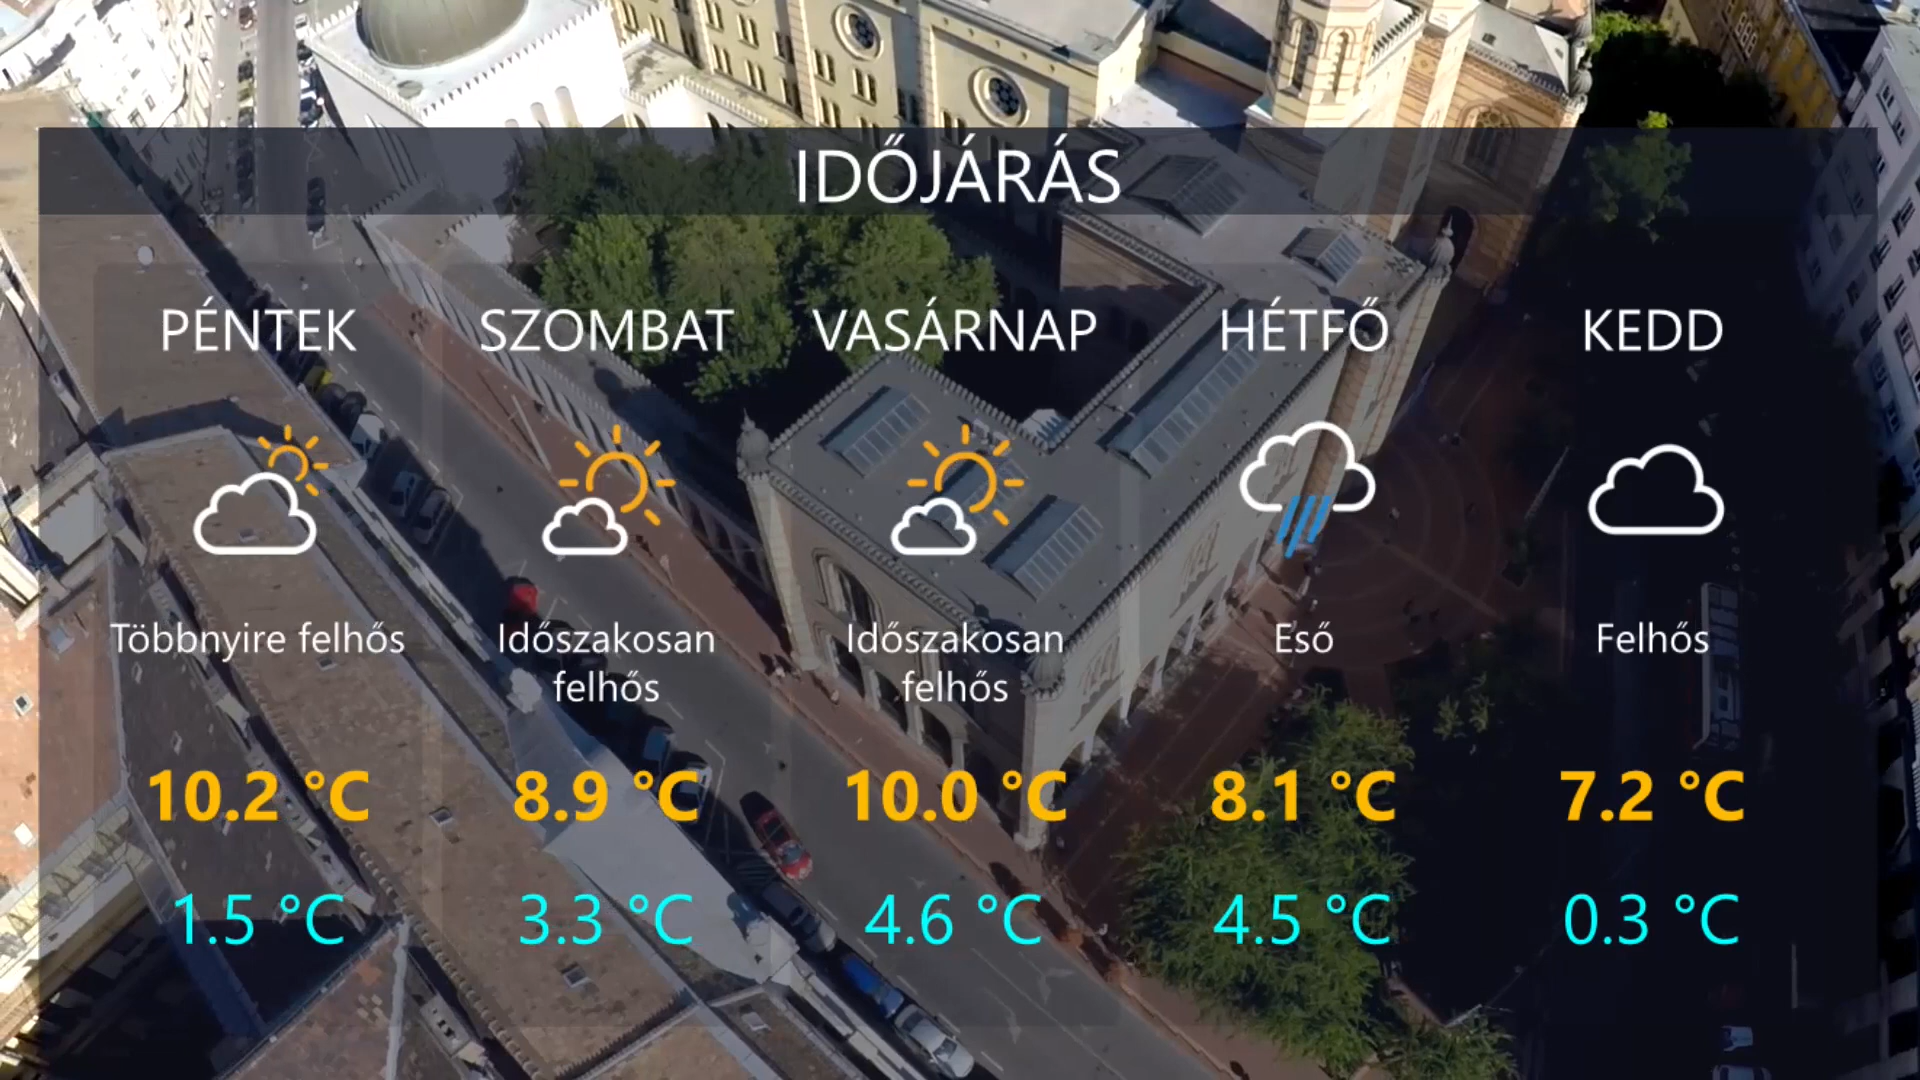 IDŐJÁRÁS
PÉNTEK
SZOMBAT
VASÁRNAP
HÉTFŐ
KEDD
Többnyire felhős
Időszakosan
felhős
Időszakosan
felhős
Eső
Felhős
10.2 °C
8.9 °C
10.0 °C
8.1 °C
7.2 °C
1.5 °C
3.3 °C
4.6 °C
4.5 °C
0.3 °C